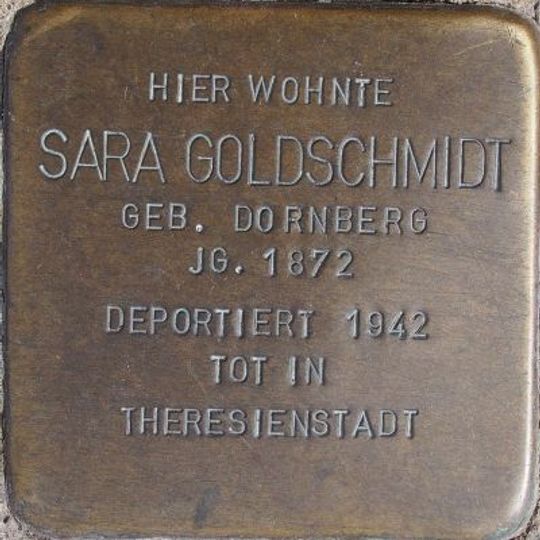 HIER WOHNTE
SARA GOLDSCHMIDT
GEB. DORNBERG
JG. 1872
DEPORTIERT 1942
TOT IN
THERESIENSTADT